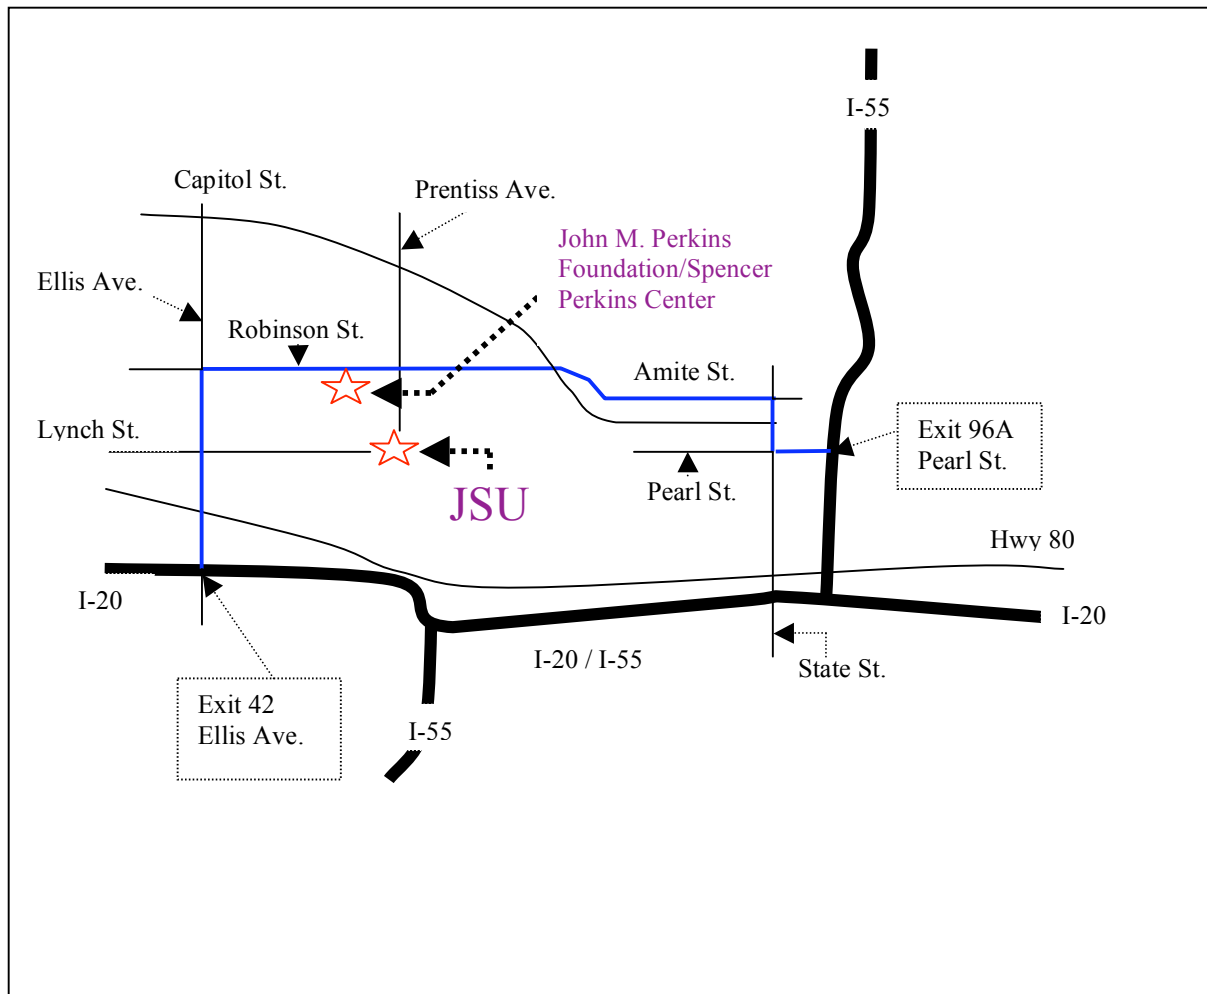 I-55
Capitol St.
Prentiss Ave.
John M. Perkins
Foundation/Spencer
Perkins Center
Ellis Ave.
Robinson St.
Amite St.
Lynch St.
Exit 96A
Pearl St.
Pearl St.
JSU
Hwy 80
I-20
I-20
I-20 / I-55
State St.
Exit 42
Ellis Ave.
I-55